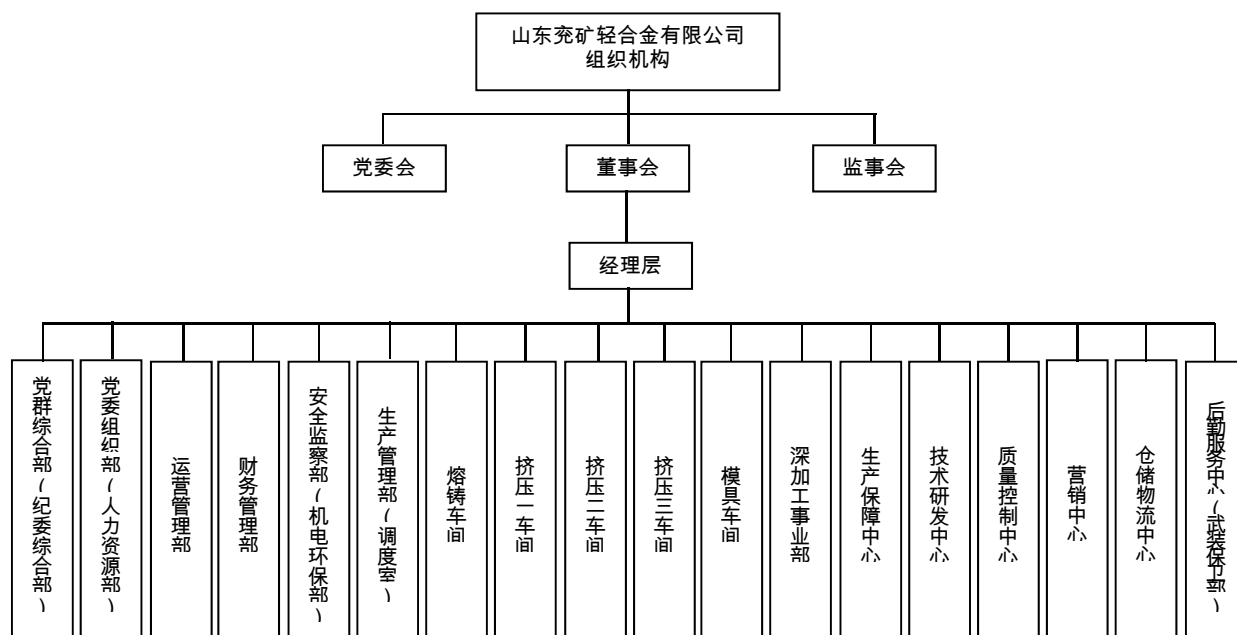 山东兖矿轻合金有限公司
组织机构
党委会
董事会
监事会
经理层
党群综合部(纪委综合部)
党委组织部(人力资源部)
运营管理部
财务管理部
安全监察部(机电环保部)
生产管理部(调度室)
熔铸车间
挤压一车间
挤压二车间
挤压三车间
模具车间
深加工事业部
生产保障中心
技术研发中心
质量控制中心
营销中心
仓储物流中心
后勤服务中心(武装保卫部)